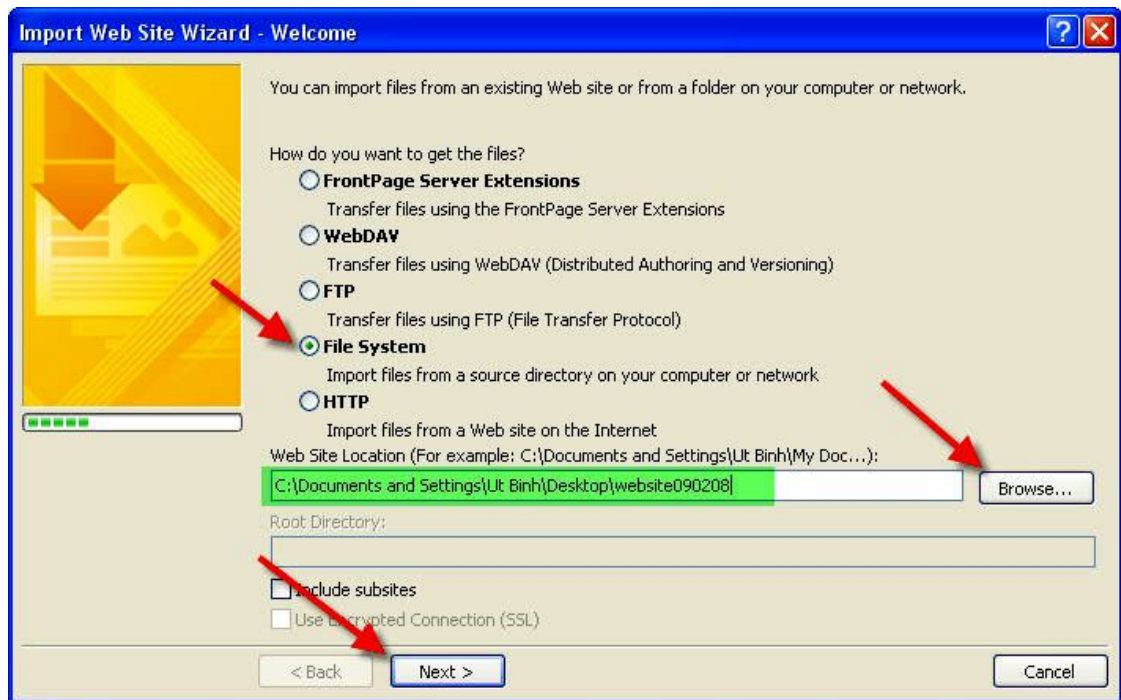 Import Web Site Wizard - Welcome
You can import files from an existing Web site or from a folder on your computer or network.
How do you want to get the files?
FrontPage Server Extensions
Transfer files using the FrontPage Server Extensions
WebDAV
Transfer files using WebDAV (Distributed Authoring and Versioning)
FTP
Transfer files using FTP (File Transfer Protocol)
File System
Import files from a source directory on your computer or network
HTTP
Import files from a Web site on the Internet
Web Site Location (For example: C:\Documents and Settings\Ut Binh\My Doc...):
C:\Documents and Settings\Ut Binh\Desktop\website090208
Browse...
Root Directory:
Include subsites
Use Encrypted Connection (SSL)
< Back
Next >
Cancel